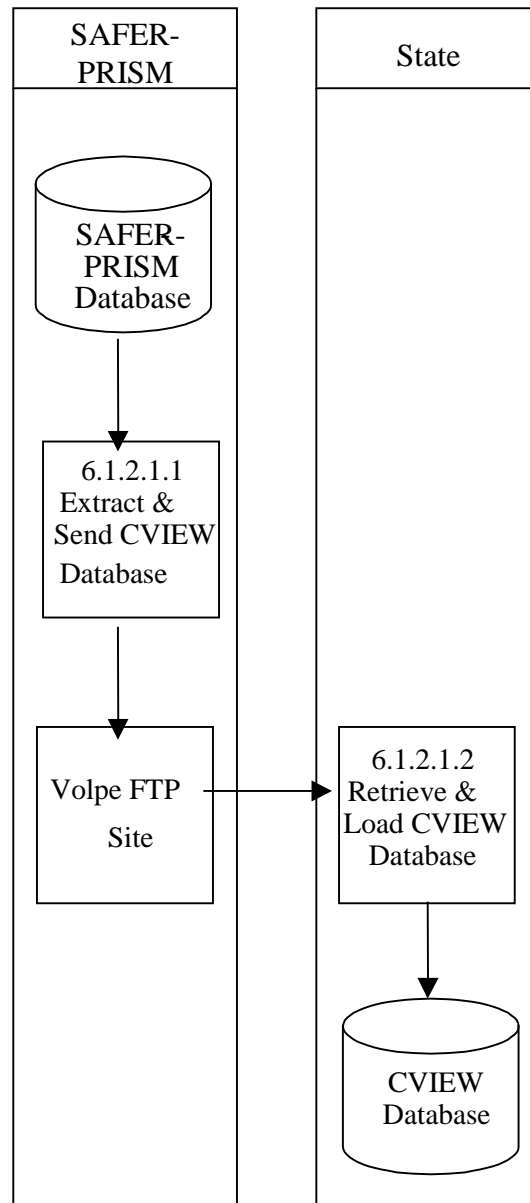 SAFER-
PRISM
State
SAFER-
PRISM
Database
6.1.2.1.1
Extract &
Send CVIEW
Database
Volpe FTP
Site
6.1.2.1.2
Retrieve &
Load CVIEW
Database
CVIEW
Database